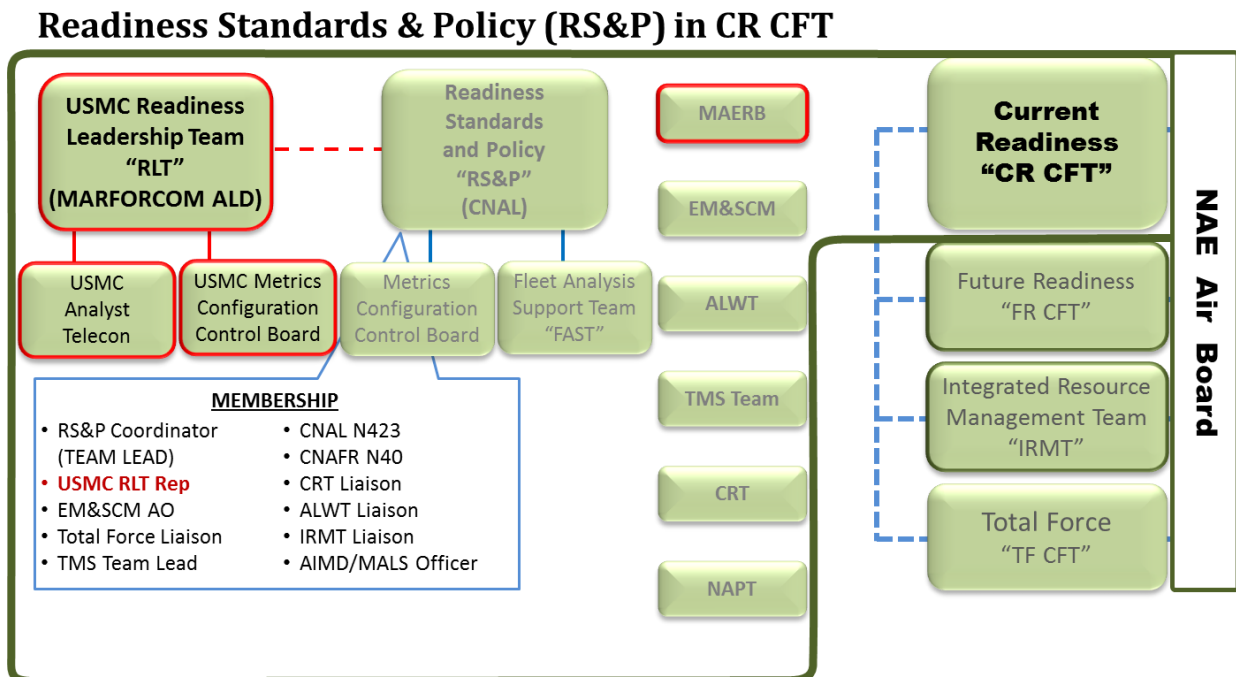 Readiness Standards & Policy (RS&P) in CR CFT
USMC Readiness
Leadership Team
“RLT”
(MARFORCOM ALD)
Readiness
Standards
and Policy
“RS&P”
(CNAL)
USMC
Analyst
Telecon
USMC Metrics
Configuration
Control Board
Metrics
Configuration
Control Board
Fleet Analysis
Support Team
“FAST”
MEMBERSHIP
• RS&P Coordinator
(TEAM LEAD)
• USMC RLT Rep
• EM&SCM AO
• Total Force Liaison
• TMS Team Lead
• CNAL N423
• CNAFR N40
• CRT Liaison
• ALWT Liaison
• IRMT Liaison
• AIMD/MALS Officer
MAERB
EM&SCM
ALWT
TMS Team
CRT
NAPT
Current
Readiness
“CR CFT”
Future Readiness
“FR CFT”
Integrated Resource
Management Team
“IRMT”
Total Force
“TF CFT”
NAE Air Board